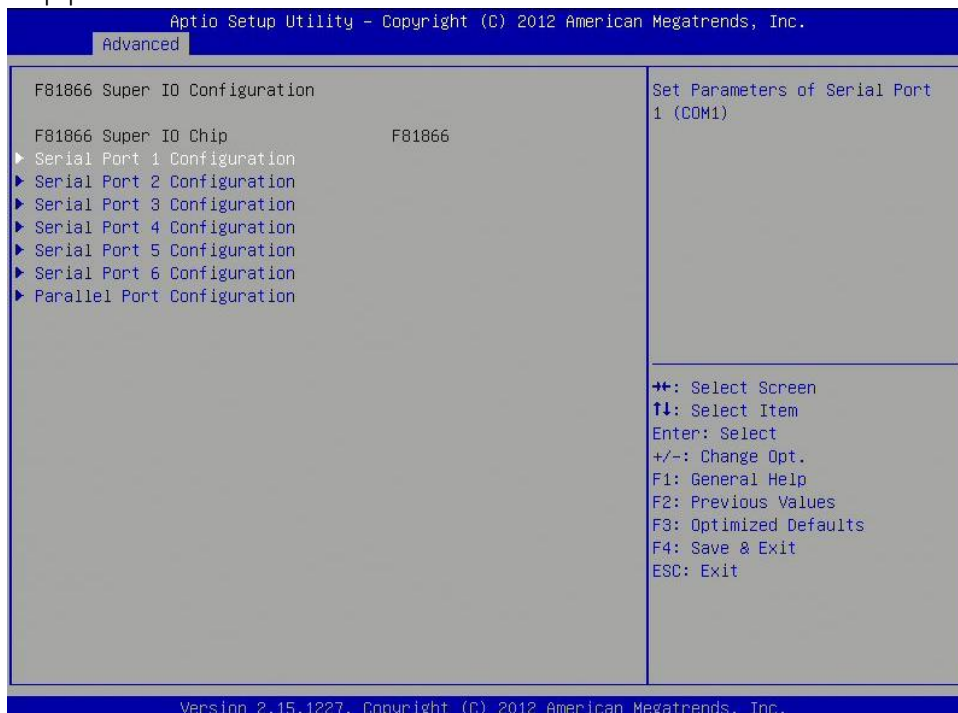 Aptio Setup Utility – Copyright (C) 2012 American Megatrends, Inc.
Advanced
F81866 Super IO Configuration
F81866 Super IO Chip F81866
Serial Port 1 Configuration
Serial Port 2 Configuration
Serial Port 3 Configuration
Serial Port 4 Configuration
Serial Port 5 Configuration
Serial Port 6 Configuration
Parallel Port Configuration
Set Parameters of Serial Port
1 (COM1)
→←: Select Screen
↑↓: Select Item
Enter: Select
+/-: Change Opt.
F1: General Help
F2: Previous Values
F3: Optimized Defaults
F4: Save & Exit
ESC: Exit
Version 2.15.1227. Copyright (C) 2012 American Megatrends, Inc.